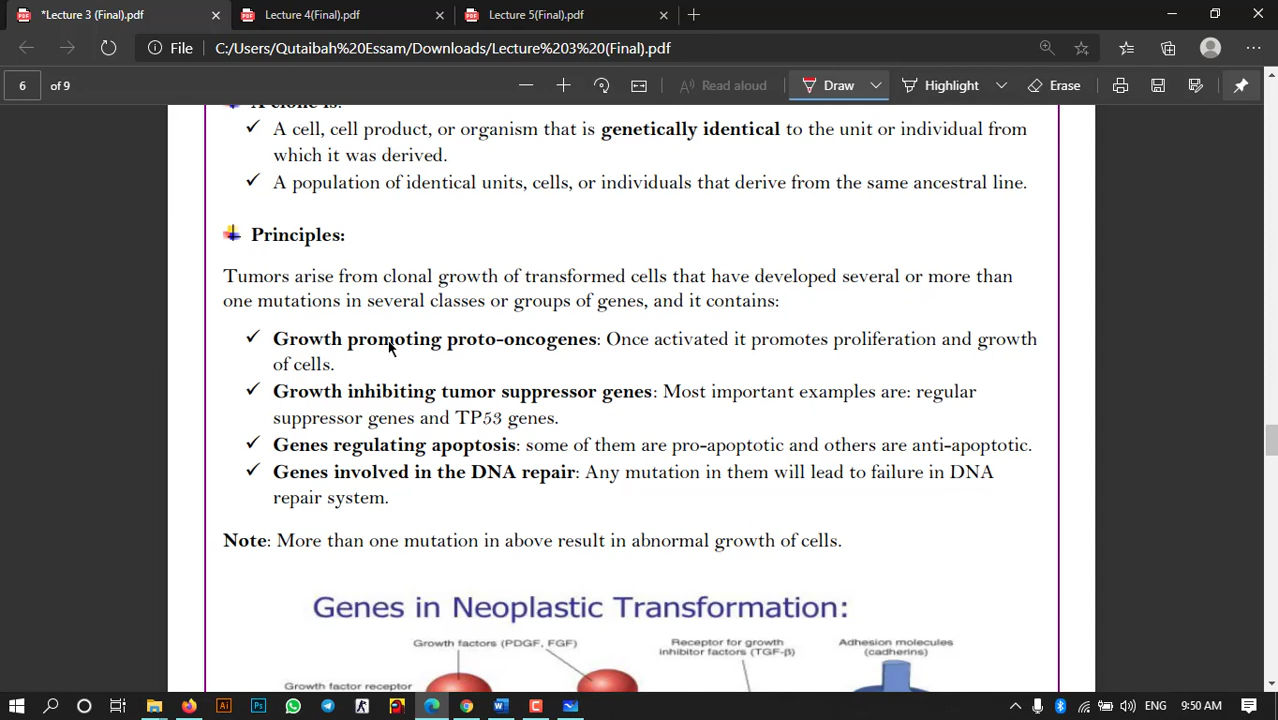 *Lecture 3 (Final).pdf
Lecture 4(Final).pdf
Lecture 5(Final).pdf
File
C:/Users/Qutaibah%20Essam/Downloads/Lecture%203%20(Final).pdf
6 of 9
Read aloud
Draw
Highlight
Erase
A clone is:
A cell, cell product, or organism that is genetically identical to the unit or individual from
which it was derived.
A population of identical units, cells, or individuals that derive from the same ancestral line.
Principles:
Tumors arise from clonal growth of transformed cells that have developed several or more than
one mutations in several classes or groups of genes, and it contains:
Growth promoting proto-oncogenes: Once activated it promotes proliferation and growth
of cells.
Growth inhibiting tumor suppressor genes: Most important examples are: regular
suppressor genes and TP53 genes.
Genes regulating apoptosis: some of them are pro-apoptotic and others are anti-apoptotic.
Genes involved in the DNA repair: Any mutation in them will lead to failure in DNA
repair system.
Note: More than one mutation in above result in abnormal growth of cells.
Genes in Neoplastic Transformation:
Growth factors (PDGF, FGF)
Receptor for growth
inhibitor factors (TGF-β)
Adhesion molecules
(cadherins)
Growth factor receptor
ENG
9:50 AM